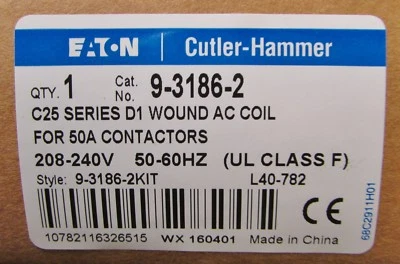 EATON Cutler-Hammer
QTY. 1 Cat. No. 9-3186-2
C25 SERIES D1 WOUND AC COIL
FOR 50A CONTACTORS
208-240V 50-60HZ (UL CLASS F)
Style: 9-3186-2KIT L40-782
CE
10782116326515 WX 160401 Made in China
68C2911H01